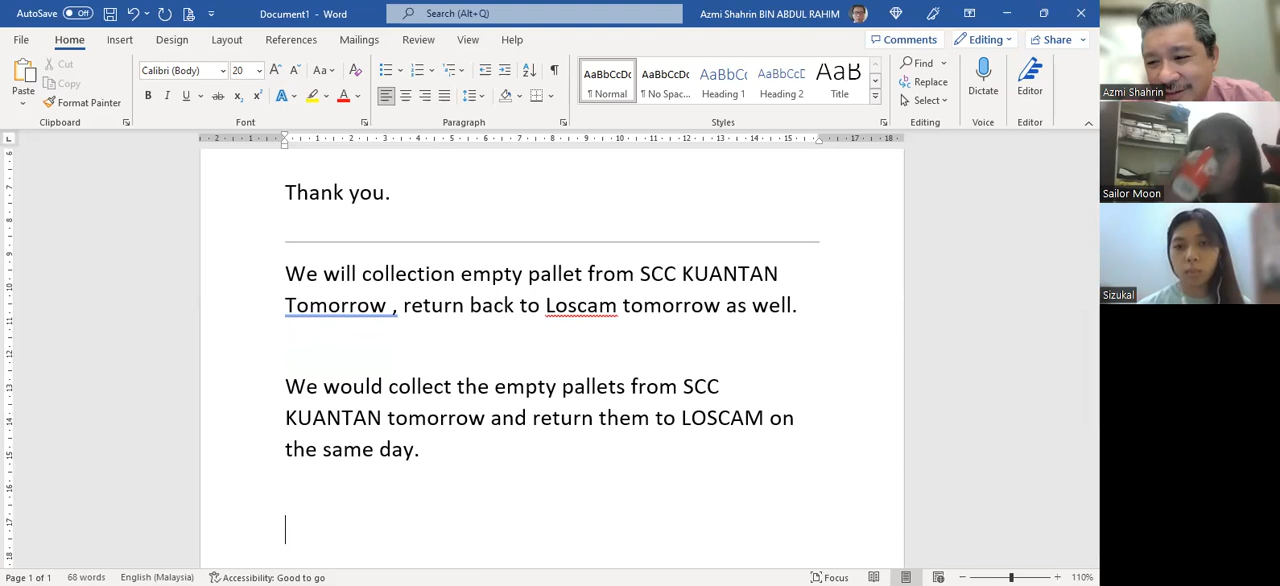 AutoSave Off Document1 - Word Search (Alt+Q) Azmi Shahrin BIN ABDUL RAHIM
File Home Insert Design Layout References Mailings Review View Help Comments Editing Share
Paste Cut Copy Format Painter
Calibri (Body) 20
AaBbCcDc AaBbCcDc AaBbCc AaBbCcD AaB
¶ Normal ¶ No Spac... Heading 1 Heading 2 Title
Find Replace Select
Dictate Editor
Clipboard Font Paragraph Styles Editing Voice Editor
Thank you.
We will collection empty pallet from SCC KUANTAN
Tomorrow , return back to Loscam tomorrow as well.
We would collect the empty pallets from SCC
KUANTAN tomorrow and return them to LOSCAM on
the same day.
Page 1 of 1 68 words English (Malaysia) Accessibility: Good to go Focus 110%
Azmi Shahrin
Sailor Moon
Sizukal